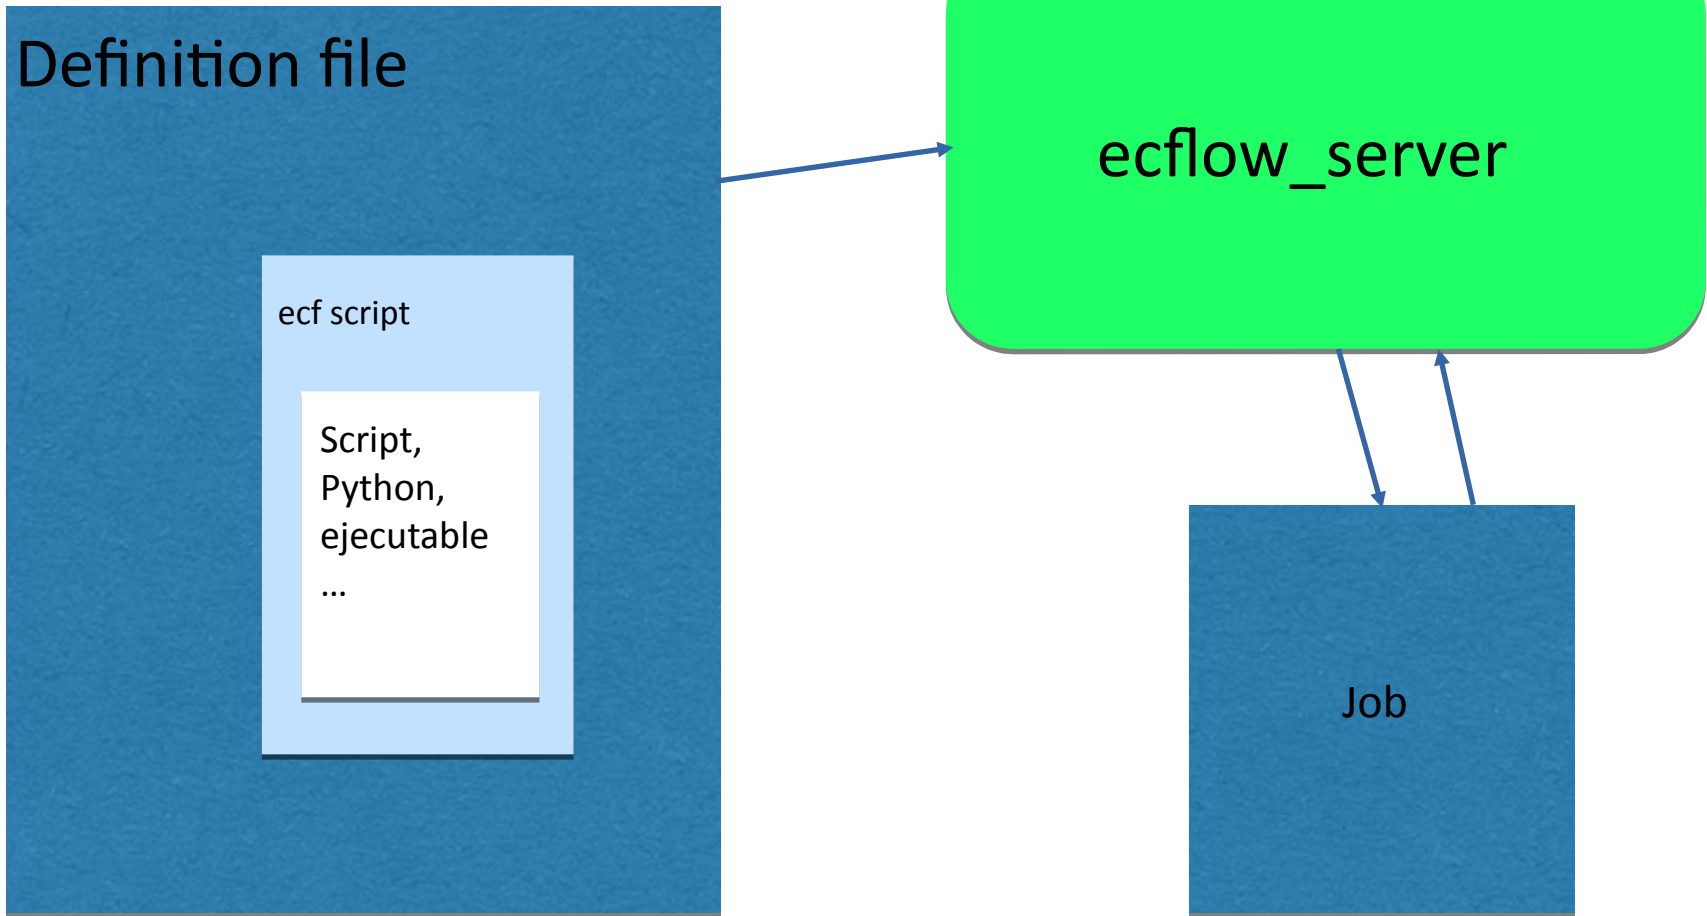 Definition file
ecflow_server
ecf script
Script,
Python,
ejecutable
...
Job